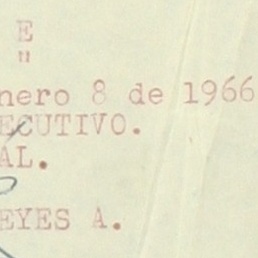 E
"
nero 8 de 1966
ECUTIVO.
AL.
EYES A.